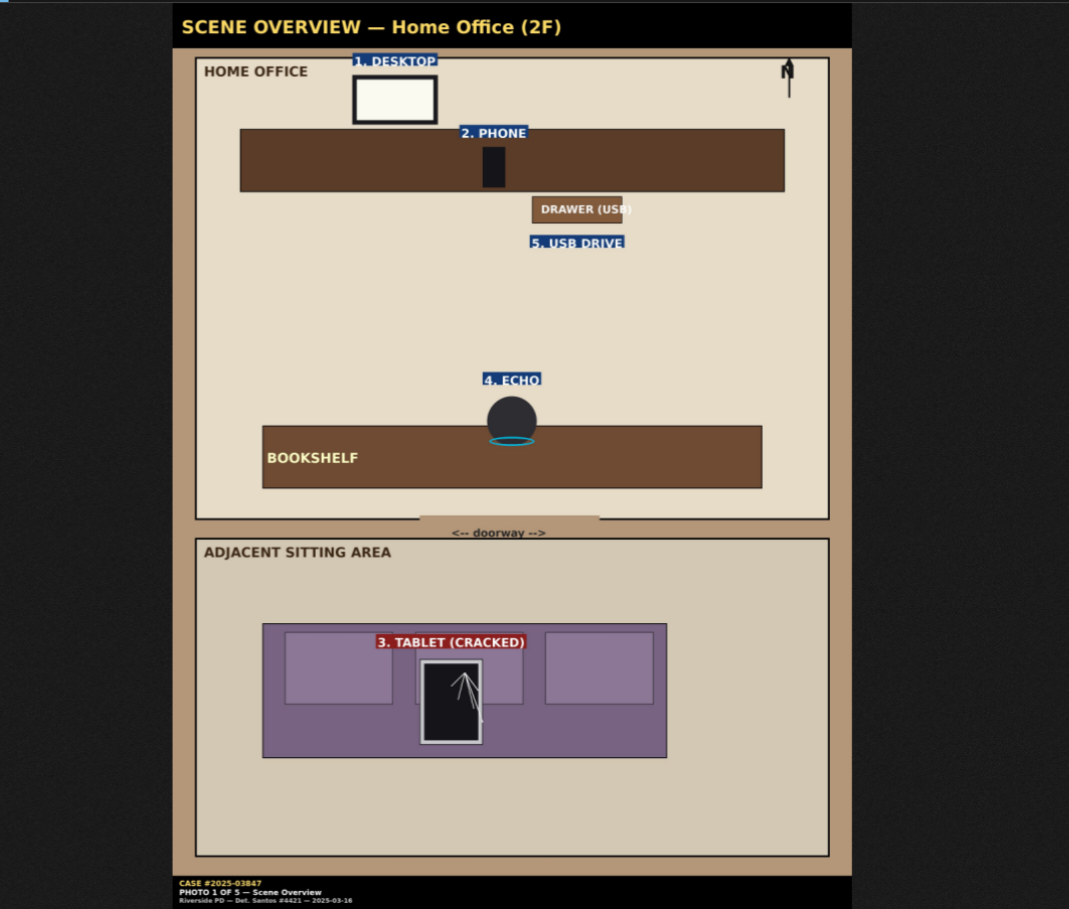 SCENE OVERVIEW — Home Office (2F)
1. DESKTOP
N
HOME OFFICE
2. PHONE
DRAWER (USB)
5. USB DRIVE
4. ECHO
BOOKSHELF
<-- doorway -->
ADJACENT SITTING AREA
3. TABLET (CRACKED)
CASE #2025-03847
PHOTO 1 OF 5 — Scene Overview
Riverside PD — Det. Santos #4421 — 2025-03-16